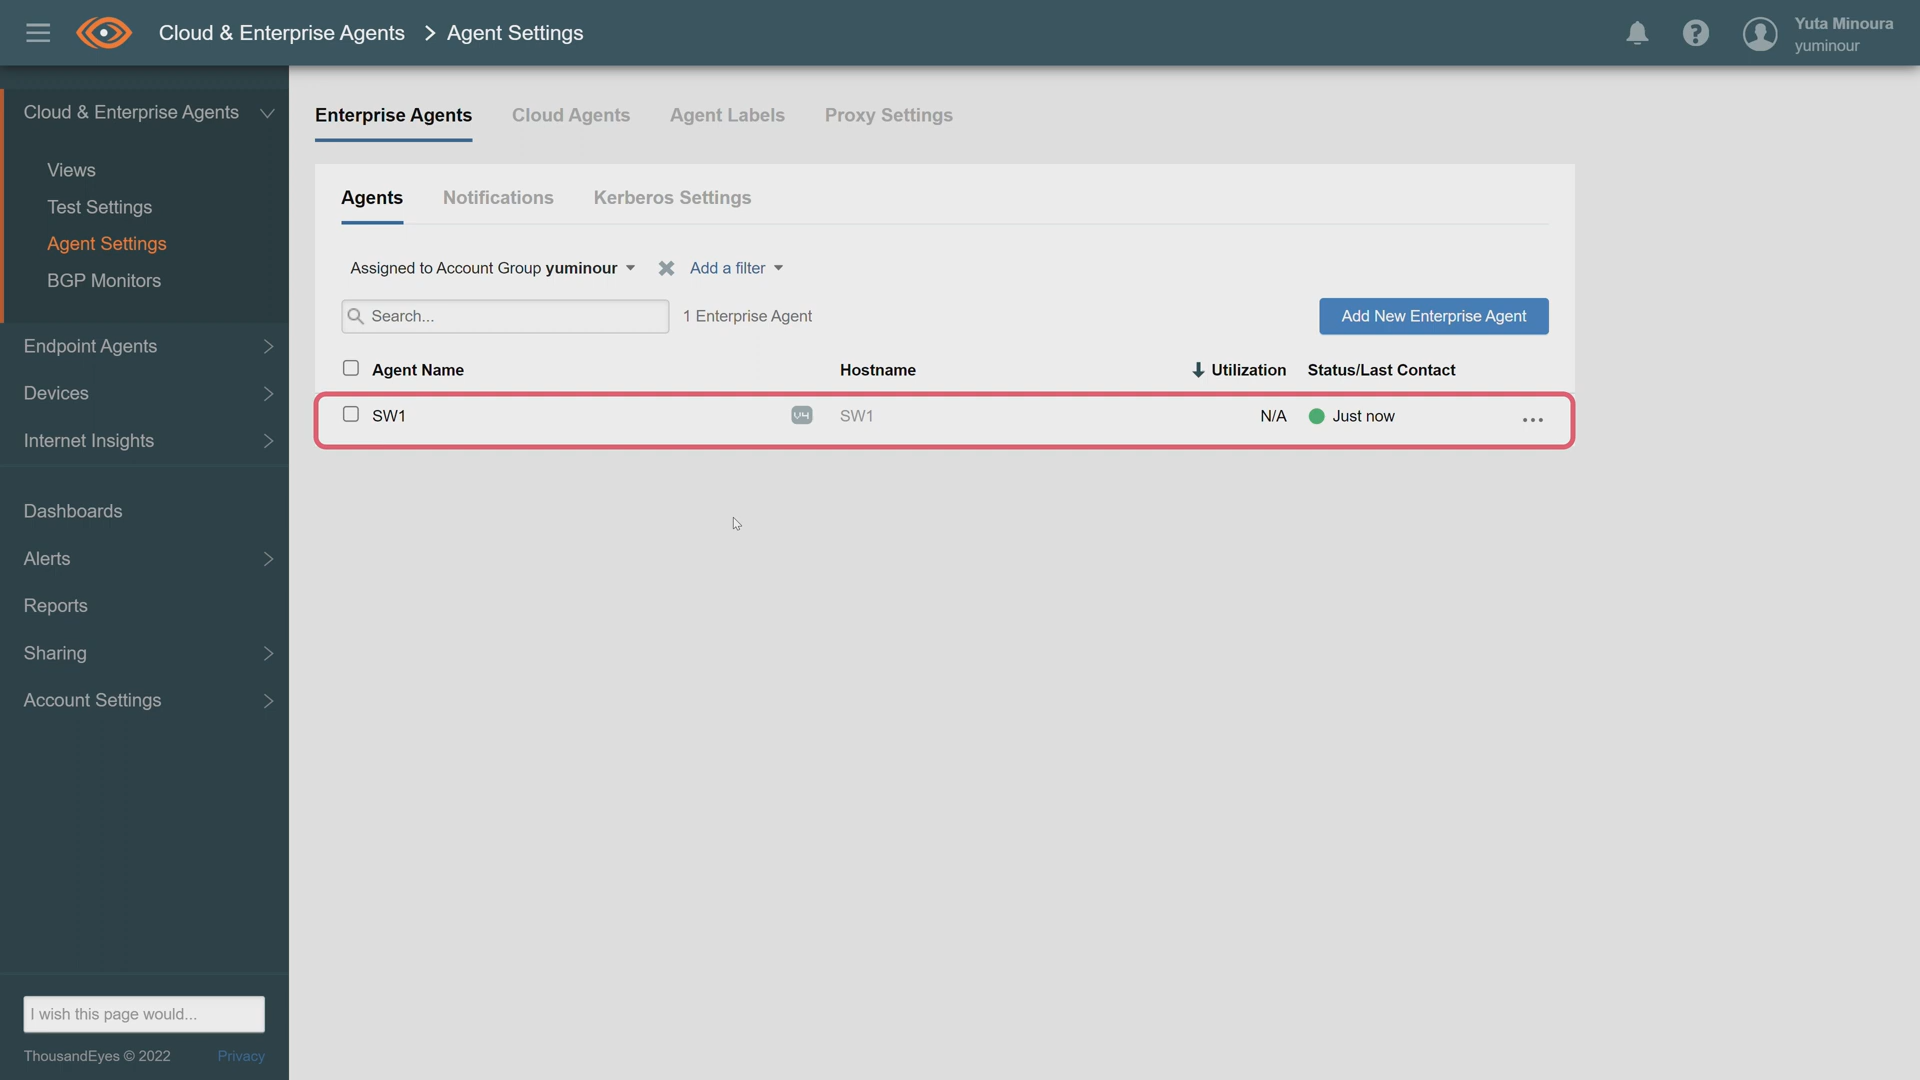 Cloud & Enterprise Agents > Agent Settings
Yuta Minoura
yuminour
Cloud & Enterprise Agents
Views
Test Settings
Agent Settings
BGP Monitors
Endpoint Agents
Devices
Internet Insights
Dashboards
Alerts
Reports
Sharing
Account Settings
I wish this page would...
ThousandEyes © 2022 Privacy
Enterprise Agents Cloud Agents Agent Labels Proxy Settings
Agents Notifications Kerberos Settings
Assigned to Account Group yuminour Add a filter
Search... 1 Enterprise Agent Add New Enterprise Agent
Agent Name Hostname Utilization Status/Last Contact
SW1 V4 SW1 N/A Just now ...